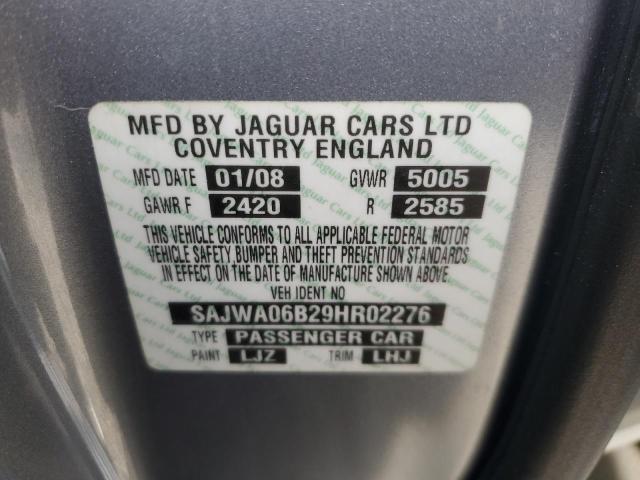 MFD BY JAGUAR CARS LTD
COVENTRY ENGLAND
MFD DATE 01/08 GVWR 5005
GAWR F 2420 R 2585
THIS VEHICLE CONFORMS TO ALL APPLICABLE FEDERAL MOTOR
VEHICLE SAFETY, BUMPER AND THEFT PREVENTION STANDARDS
IN EFFECT ON THE DATE OF MANUFACTURE SHOWN ABOVE.
VEH IDENT NO
SAJWA06B29HR02276
TYPE PASSENGER CAR
PAINT LJZ TRIM LHJ